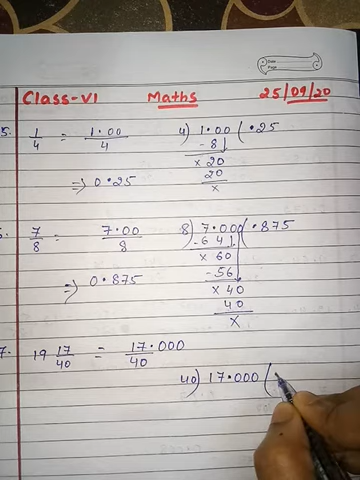 Date
Page
Class-VI Maths 25/09/20
5. 1/4 = 1.00/4 4) 1.00 ( .25
-8
x 20
⇒ 0.25 20
x
7/8 = 7.00/8 8) 7.000 ( .875
-64
x 60
⇒ 0.875 -56
x 40
40
x
7. 19 17/40 = 17.000/40
40) 17.000 (